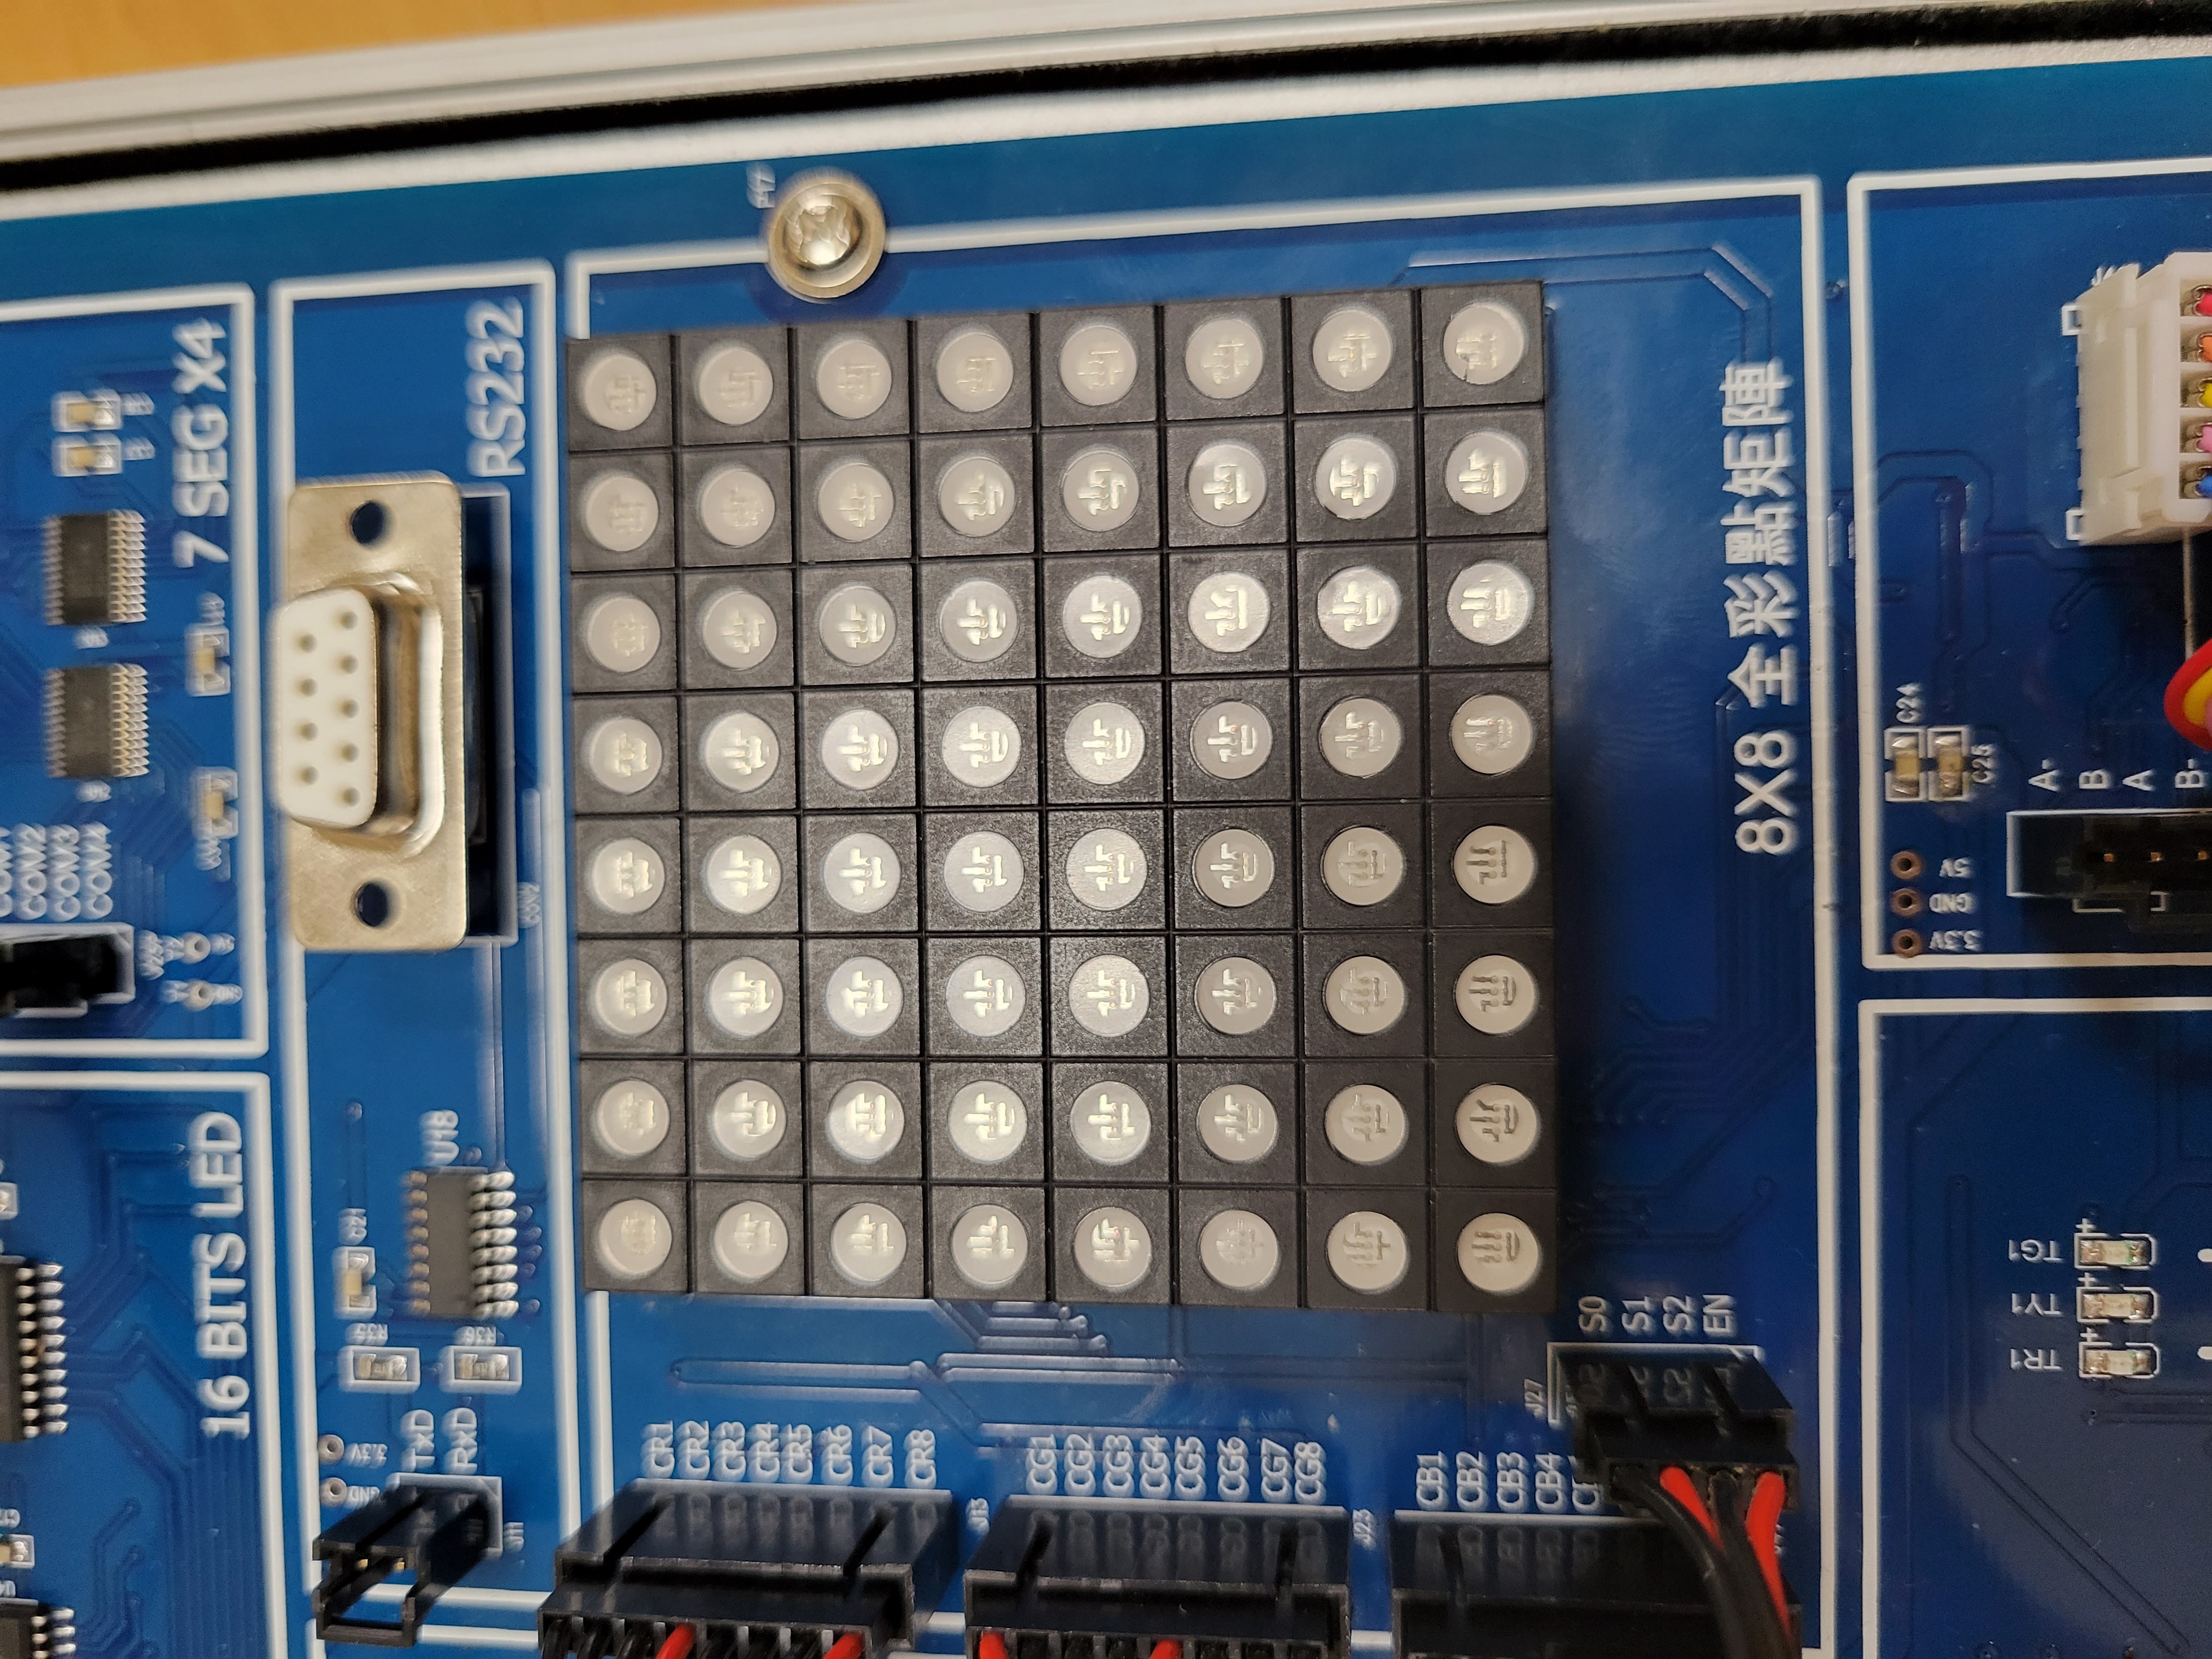 COM1
COM2
COM3
COM4
16 BITS LED
7 SEG X4
GND
3.3V
R35
C21
TxD
RxD
U18
R36
J11
RS232
CR1
CR2
CR3
CR4
CR5
CR6
CR7
CR8
J13
CG1
CG2
CG3
CG4
CG5
CG6
CG7
CG8
J23
CB1
CB2
CB3
CB4
J27
S0
S1
S2
EN
8X8 全彩點矩陣
3.3V
GND
5V
C24
C25
TR1
TY1
TG1
A-
B
A
B-